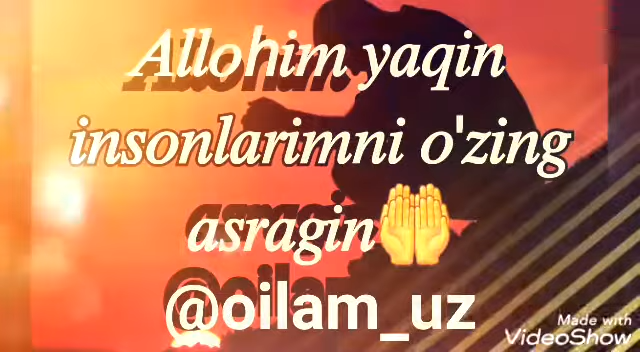 Allohim yaqin
insonlarimni o'zing
asragin🤲
@oilam_uz
Made with
VideoShow